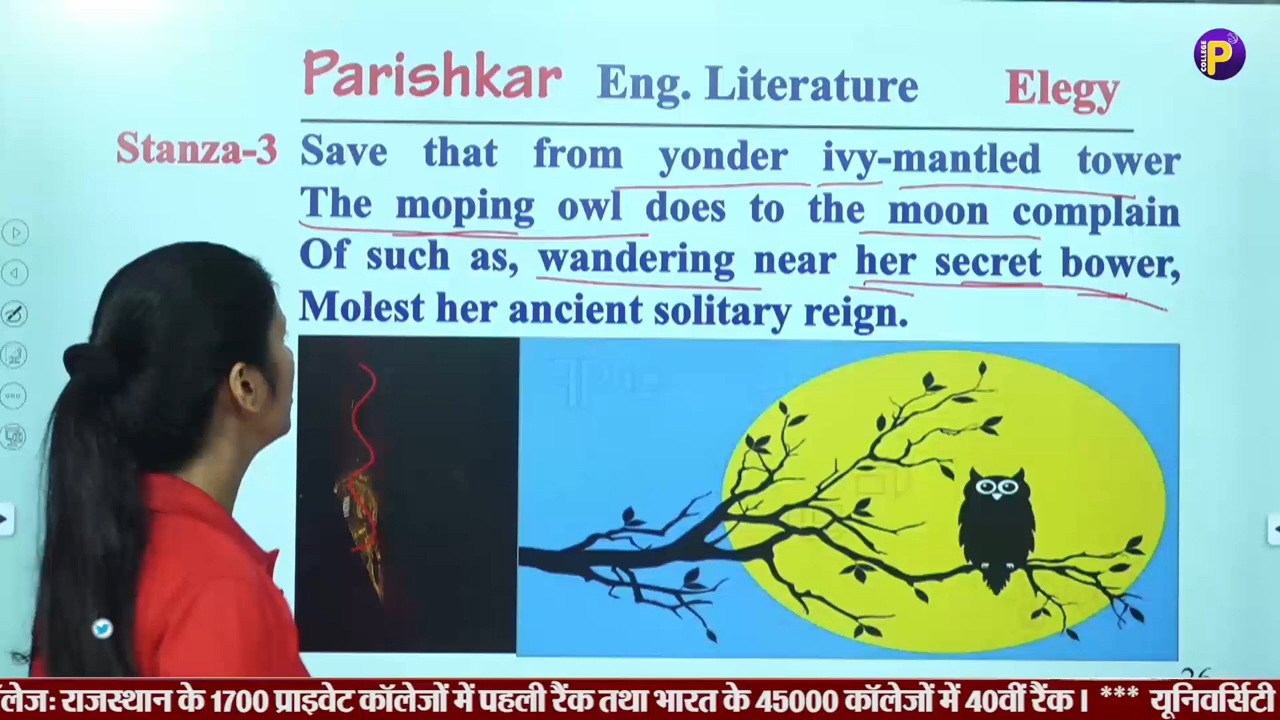 COLLEGE P
Parishkar Eng. Literature Elegy
Stanza-3 Save that from yonder ivy-mantled tower
The moping owl does to the moon complain
Of such as, wandering near her secret bower,
Molest her ancient solitary reign.
ॉलेजः राजस्थान के 1700 प्राइवेट कॉलेजों में पहली रैंक तथा भारत के 45000 कॉलेजों में 40वीं रैंक। *** यूनिवर्सिटी